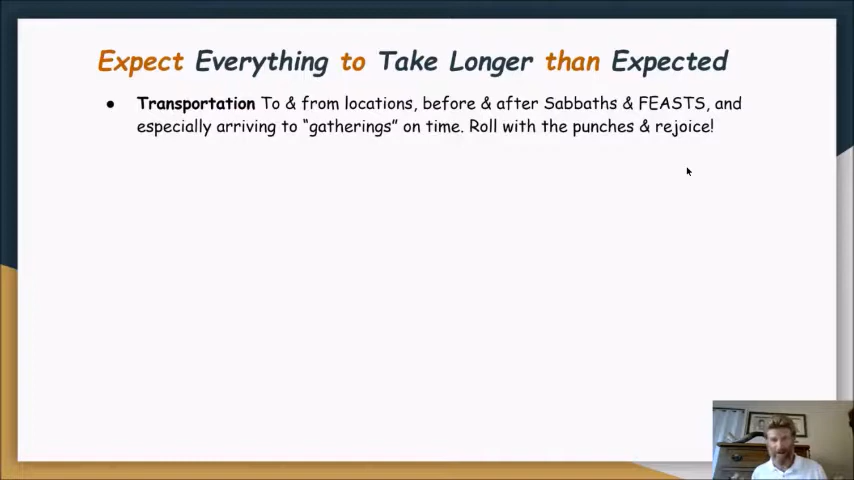 Expect Everything to Take Longer than Expected
● Transportation To & from locations, before & after Sabbaths & FEASTS, and
especially arriving to “gatherings” on time. Roll with the punches & rejoice!